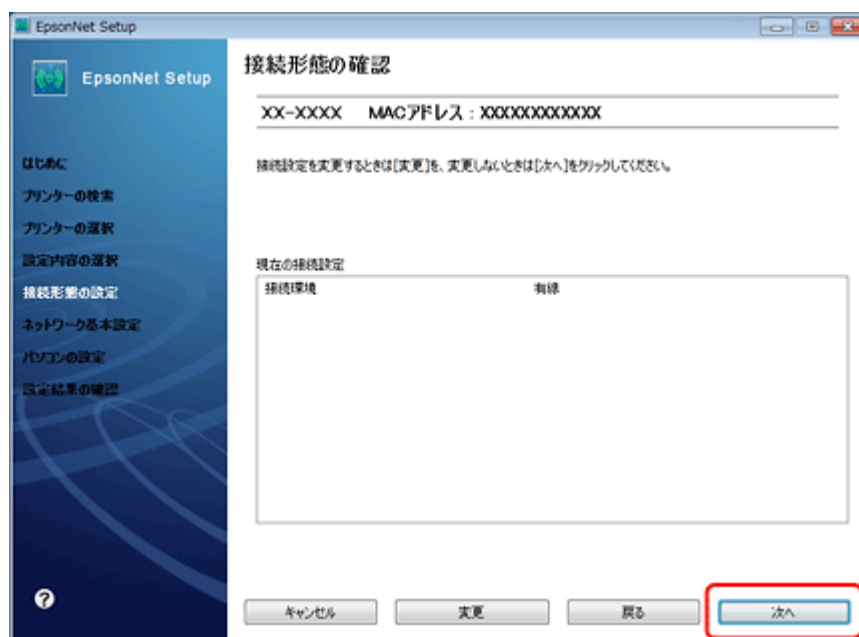 EpsonNet Setup
EpsonNet Setup
はじめに
プリンターの検索
プリンターの選択
設定内容の選択
接続形態の設定
ネットワーク基本設定
パソコンの設定
設定結果の確認
?
接続形態の確認
XX-XXXX MACアドレス：XXXXXXXXXXXX
接続設定を変更するときは[変更]を、変更しないときは[次へ]をクリックしてください。
現在の接続設定
接続環境 有線
キャンセル 変更 戻る 次へ